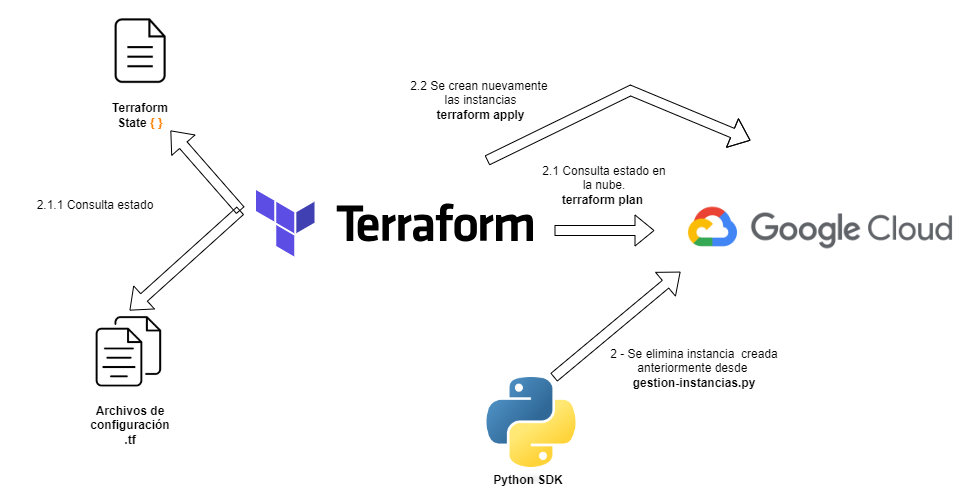 Terraform
State { }
2.2 Se crean nuevamente
las instancias
terraform apply
2.1.1 Consulta estado
2.1 Consulta estado en
la nube.
terraform plan
Terraform
Google Cloud
2 - Se elimina instancia creada
anteriormente desde
gestion-instancias.py
Archivos de
configuración
.tf
Python SDK